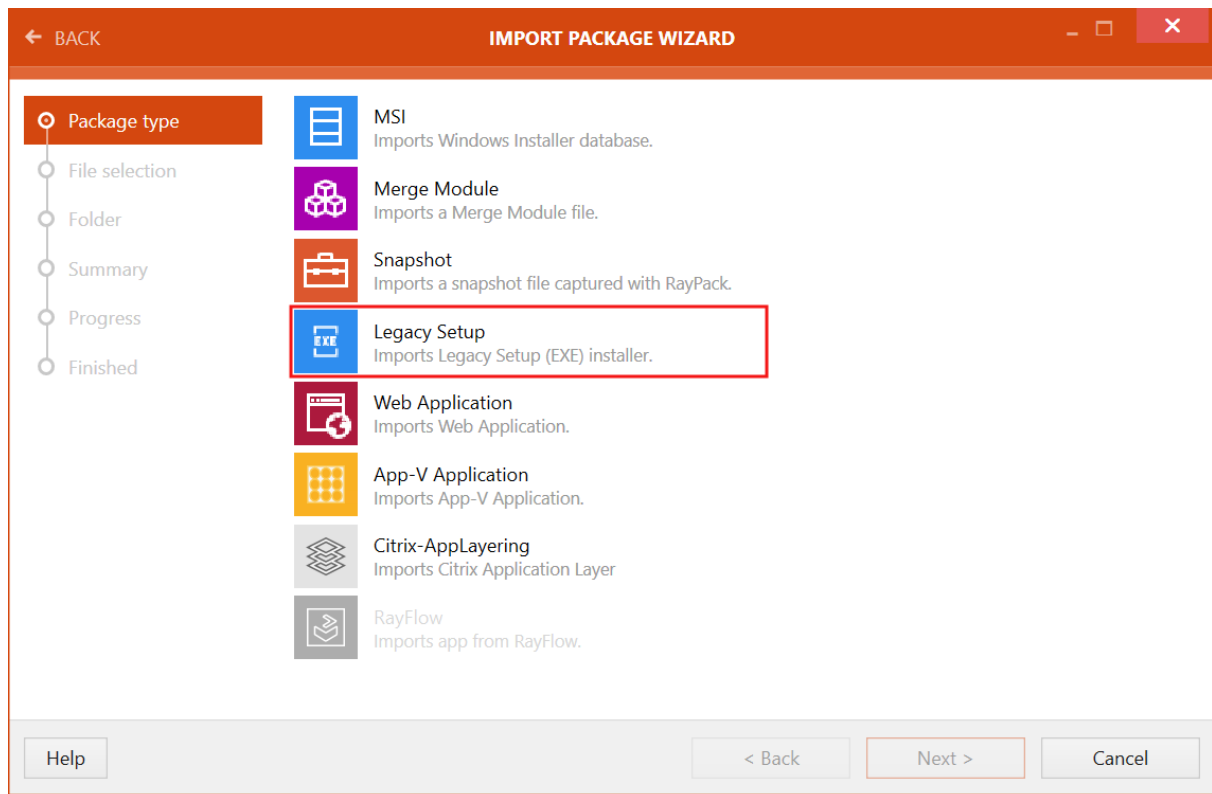 BACK
IMPORT PACKAGE WIZARD
Package type
File selection
Folder
Summary
Progress
Finished
MSI
Imports Windows Installer database.
Merge Module
Imports a Merge Module file.
Snapshot
Imports a snapshot file captured with RayPack.
EXE
Legacy Setup
Imports Legacy Setup (EXE) installer.
Web Application
Imports Web Application.
App-V Application
Imports App-V Application.
Citrix-AppLayering
Imports Citrix Application Layer
RayFlow
Imports app from RayFlow.
Help
< Back
Next >
Cancel